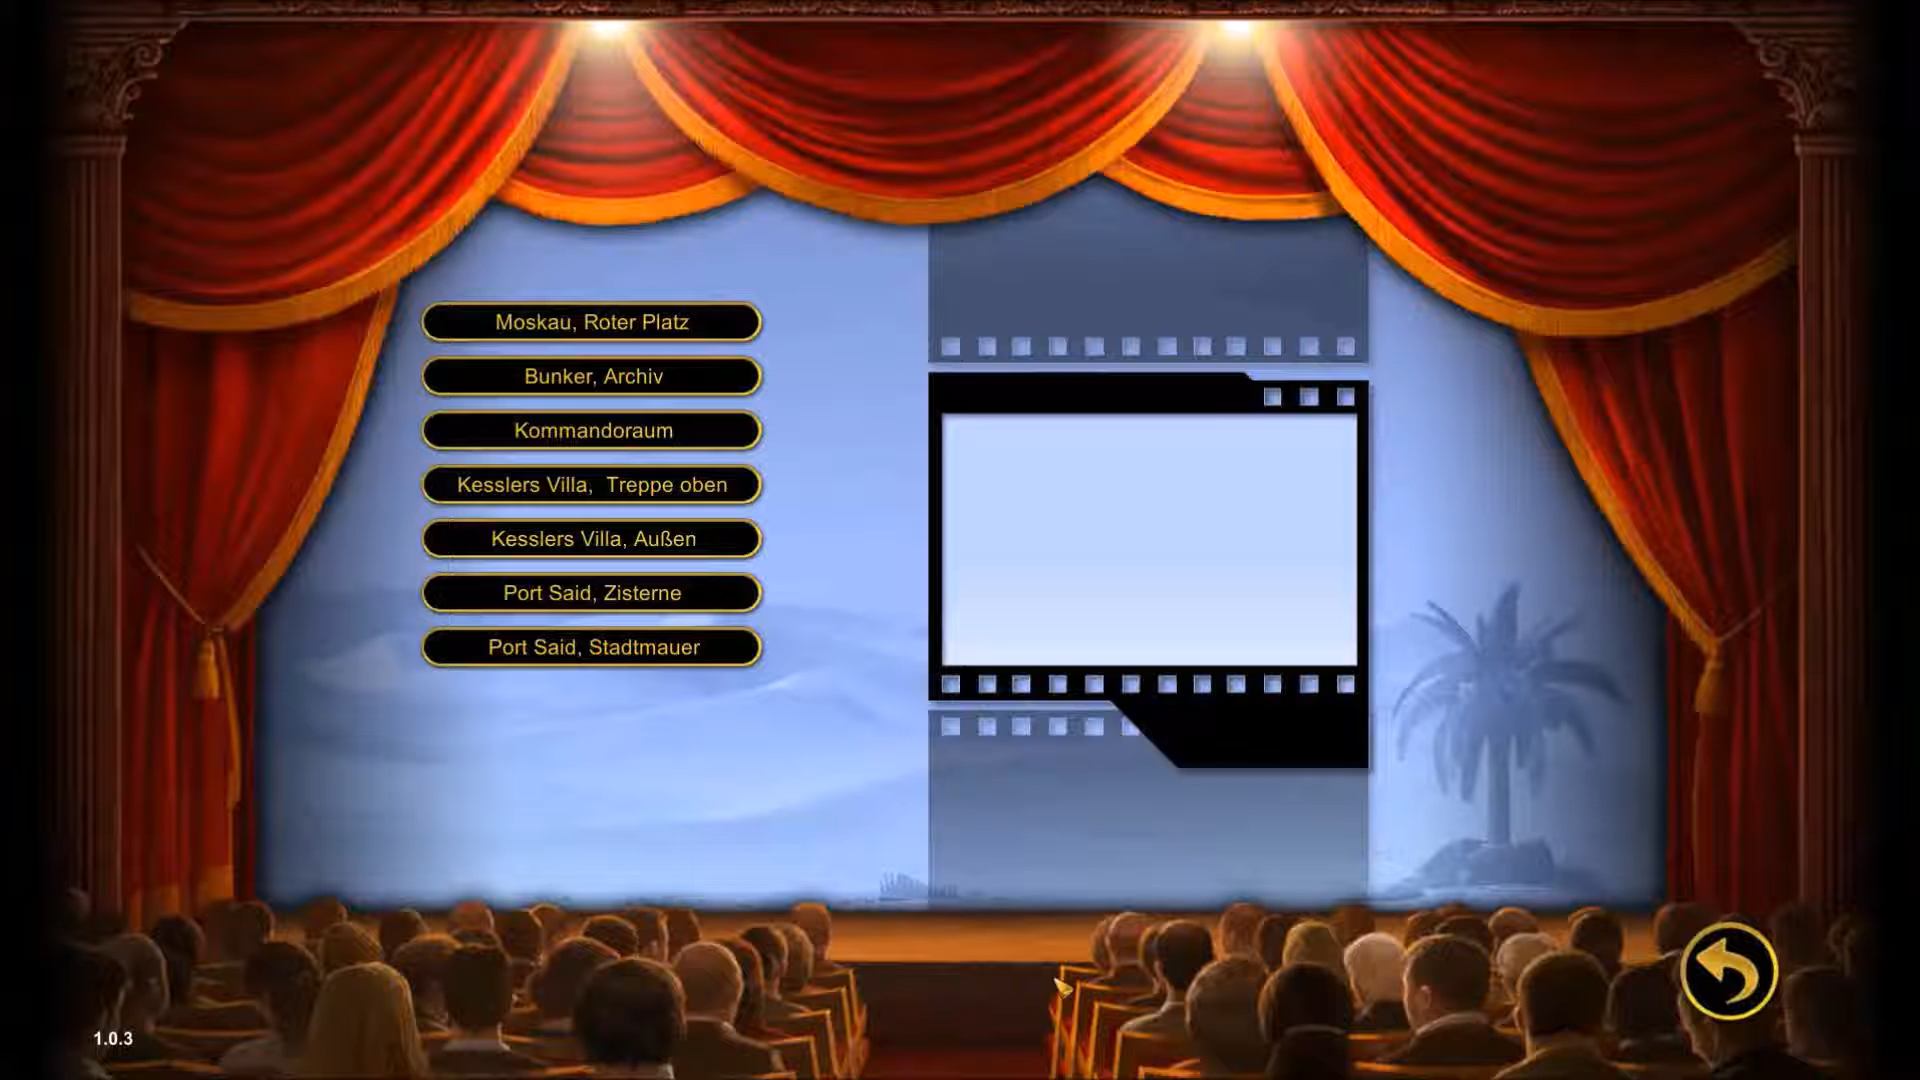 Moskau, Roter Platz
Bunker, Archiv
Kommandoraum
Kesslers Villa,  Treppe oben
Kesslers Villa, Außen
Port Said, Zisterne
Port Said, Stadtmauer
1.0.3